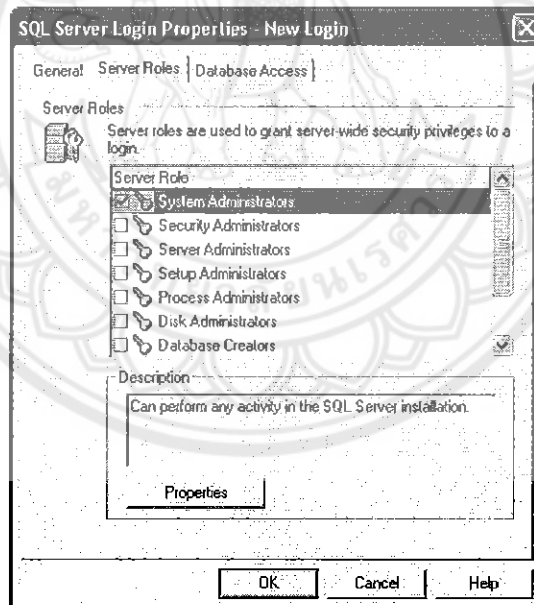 SQL Server Login Properties - New Login
General Server Roles Database Access
Server Roles
Server roles are used to grant server-wide security privileges to a
login.
Server Role
System Administrators
Security Administrators
Server Administrators
Setup Administrators
Process Administrators
Disk Administrators
Database Creators
Description
Can perform any activity in the SQL Server installation.
Properties
OK Cancel Help